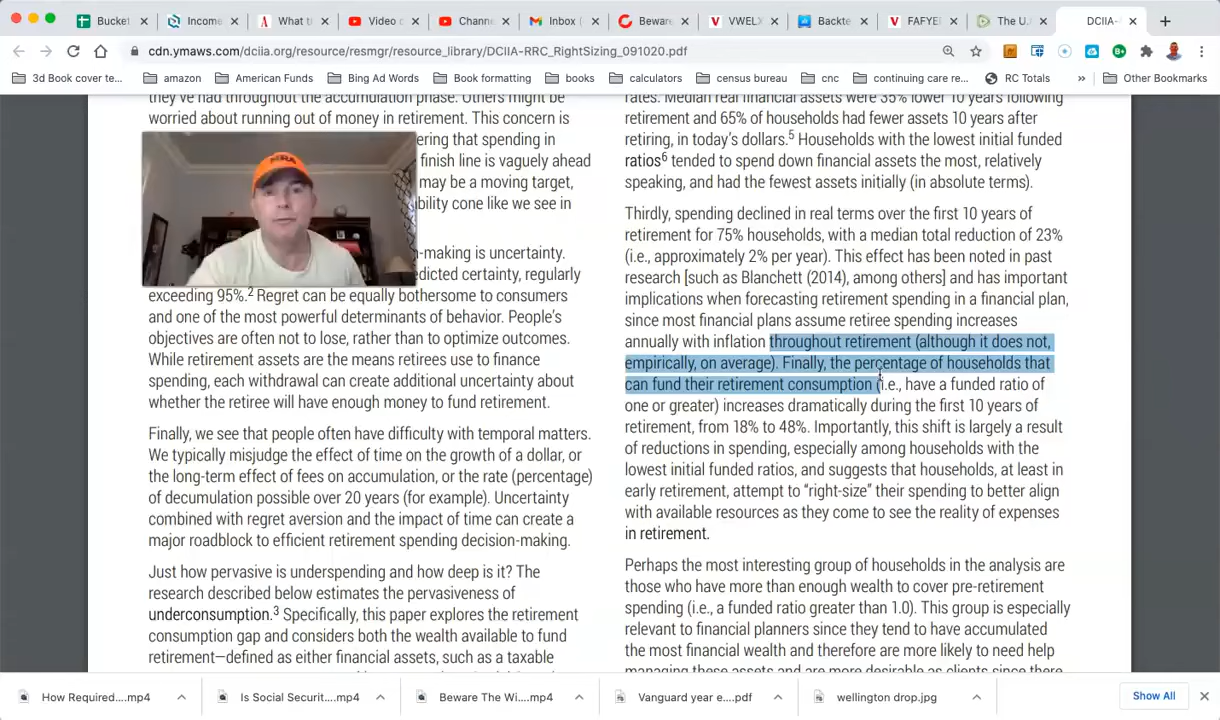 Bucket
Income
What t
Video c
Channe
Inbox (
Beware
VWELX
Backte
FAFYE
The U.
DCIIA-
cdn.ymaws.com/dciia.org/resource/resmgr/resource_library/DCIIA-RRC_RightSizing_091020.pdf
3d Book cover te...
amazon
American Funds
Bing Ad Words
Book formatting
books
calculators
census bureau
cnc
continuing care re...
RC Totals
»
Other Bookmarks
they've had throughout the accumulation phase. Others might be
worried about running out of money in retirement. This concern is
ering that spending in
finish line is vaguely ahead
may be a moving target,
bility cone like we see in
n-making is uncertainty.
edicted certainty, regularly
exceeding 95%.2 Regret can be equally bothersome to consumers
and one of the most powerful determinants of behavior. People's
objectives are often not to lose, rather than to optimize outcomes.
While retirement assets are the means retirees use to finance
spending, each withdrawal can create additional uncertainty about
whether the retiree will have enough money to fund retirement.
Finally, we see that people often have difficulty with temporal matters.
We typically misjudge the effect of time on the growth of a dollar, or
the long-term effect of fees on accumulation, or the rate (percentage)
of decumulation possible over 20 years (for example). Uncertainty
combined with regret aversion and the impact of time can create a
major roadblock to efficient retirement spending decision-making.
Just how pervasive is underspending and how deep is it? The
research described below estimates the pervasiveness of
underconsumption.3 Specifically, this paper explores the retirement
consumption gap and considers both the wealth available to fund
retirement—defined as either financial assets, such as a taxable
rates. Median real financial assets were 35% lower 10 years following
retirement and 65% of households had fewer assets 10 years after
retiring, in today's dollars.5 Households with the lowest initial funded
ratios6 tended to spend down financial assets the most, relatively
speaking, and had the fewest assets initially (in absolute terms).
Thirdly, spending declined in real terms over the first 10 years of
retirement for 75% households, with a median total reduction of 23%
(i.e., approximately 2% per year). This effect has been noted in past
research [such as Blanchett (2014), among others] and has important
implications when forecasting retirement spending in a financial plan,
since most financial plans assume retiree spending increases
annually with inflation throughout retirement (although it does not,
empirically, on average). Finally, the percentage of households that
can fund their retirement consumption (i.e., have a funded ratio of
one or greater) increases dramatically during the first 10 years of
retirement, from 18% to 48%. Importantly, this shift is largely a result
of reductions in spending, especially among households with the
lowest initial funded ratios, and suggests that households, at least in
early retirement, attempt to “right-size” their spending to better align
with available resources as they come to see the reality of expenses
in retirement.
Perhaps the most interesting group of households in the analysis are
those who have more than enough wealth to cover pre-retirement
spending (i.e., a funded ratio greater than 1.0). This group is especially
relevant to financial planners since they tend to have accumulated
the most financial wealth and therefore are more likely to need help
managing these assets and are more desirable as clients since there
How Required....mp4
Is Social Securit....mp4
Beware The Wi....mp4
Vanguard year e....pdf
wellington drop.jpg
Show All